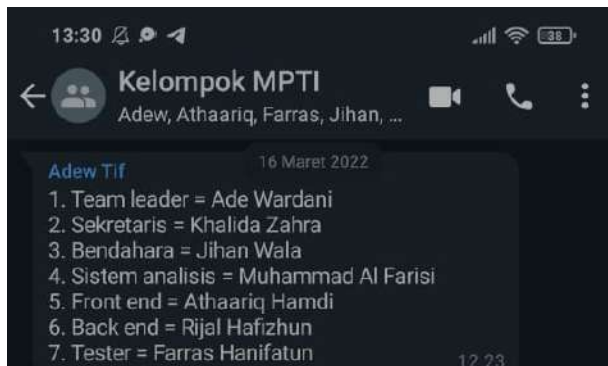 13:30
38
Kelompok MPTI
Adew, Athaariq, Farras, Jihan, ...
16 Maret 2022
Adew Tif
1. Team leader = Ade Wardani
2. Sekretaris = Khalida Zahra
3. Bendahara = Jihan Wala
4. Sistem analisis = Muhammad Al Farisi
5. Front end = Athaariq Hamdi
6. Back end = Rijal Hafizhun
7. Tester = Farras Hanifatun
12.23